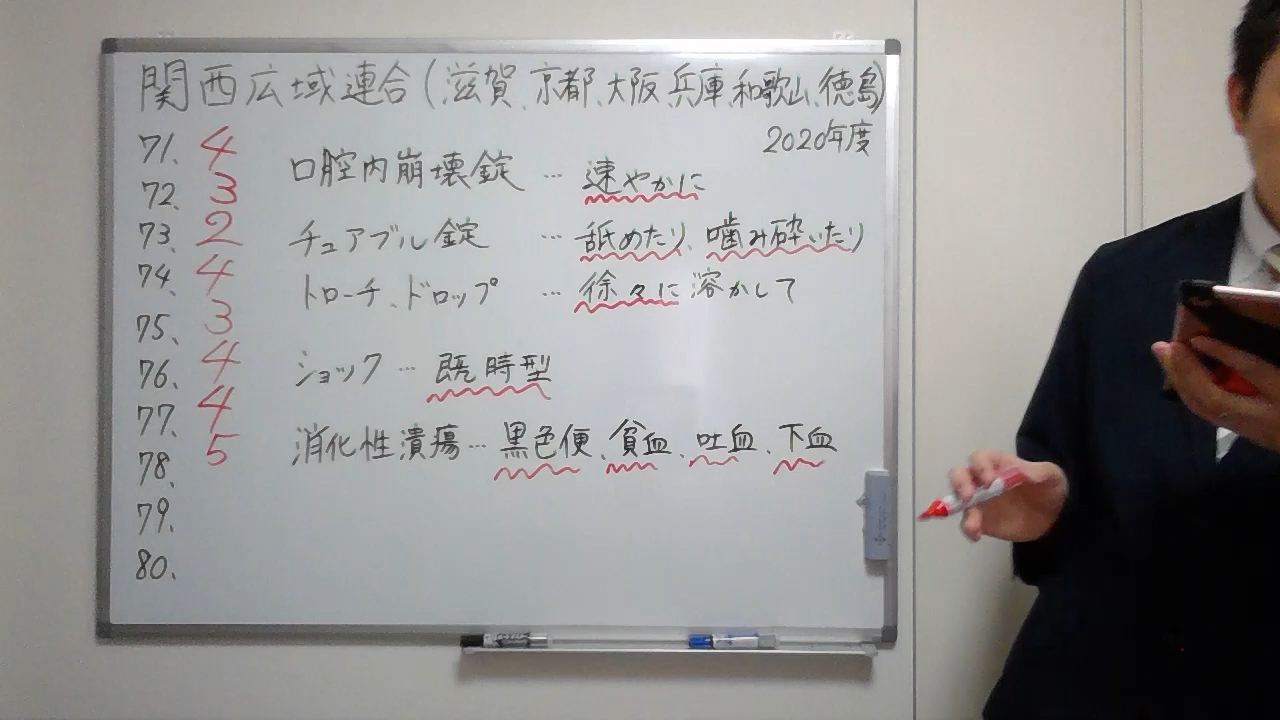 関西広域連合(滋賀、京都、大阪、兵庫、和歌山、徳島)
2020年度
71. 4
72. 3
73. 2
74. 4
75. 3
76. 4
77. 4
78. 5
79.
80.
口腔内崩壊錠 … 速やかに
チュアブル錠 … 舐めたり、噛み砕いたり
トローチ、ドロップ … 徐々に溶かして
ショック … 既時型
消化性潰瘍 … 黒色便、貧血、吐血、下血